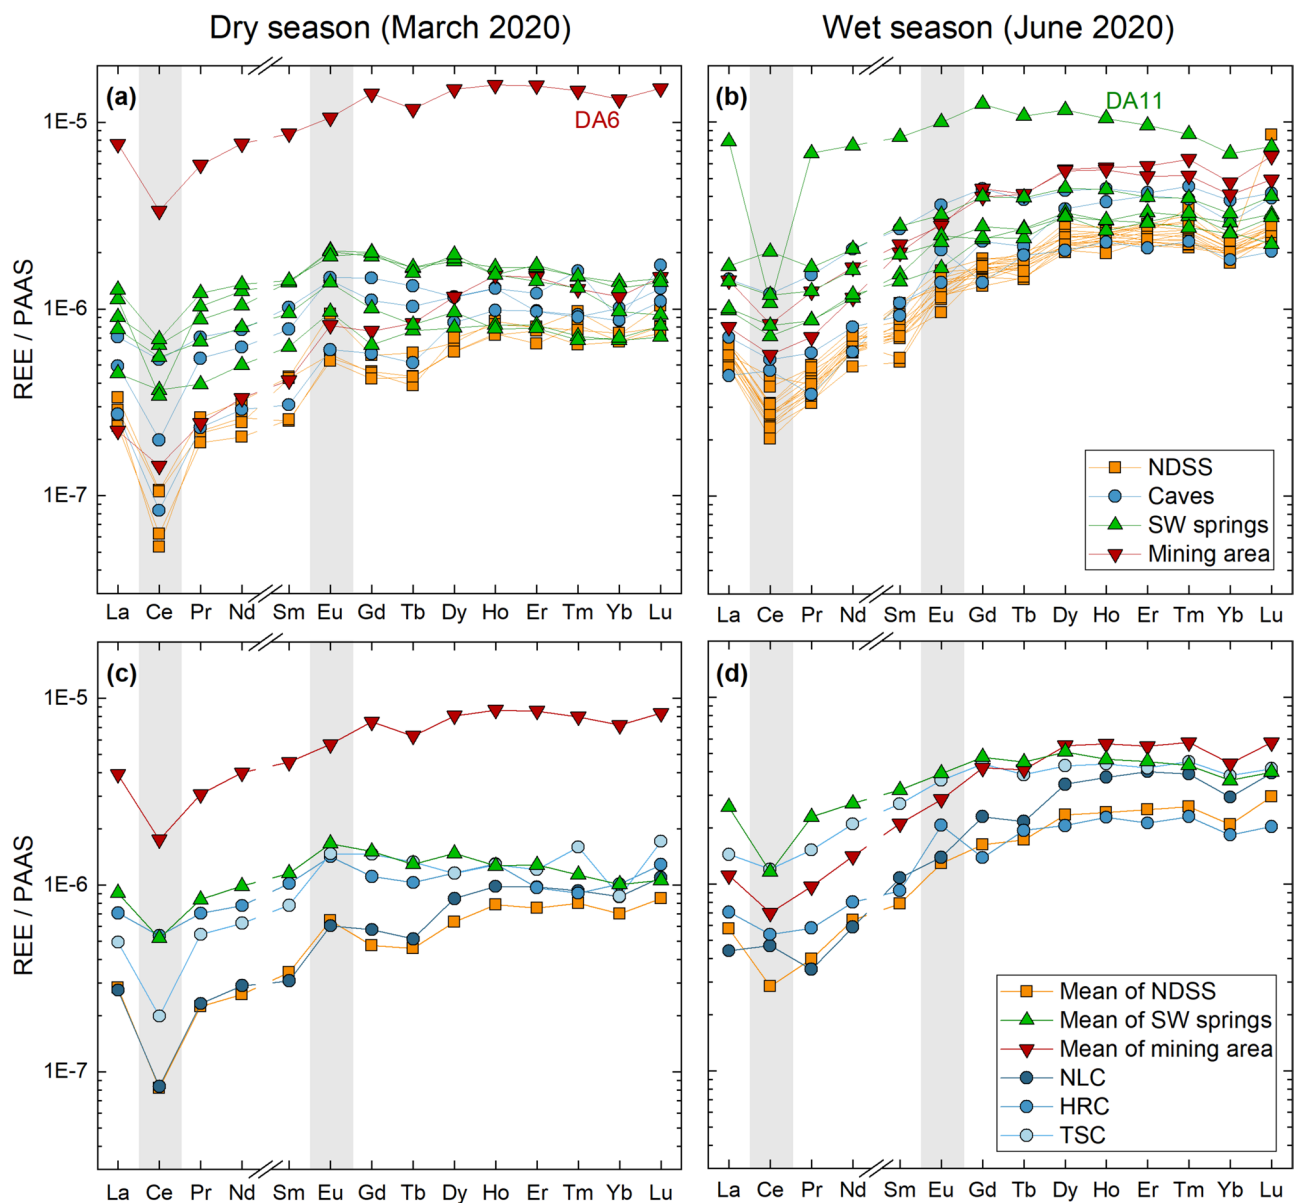 Dry season (March 2020)
Wet season (June 2020)
(a)
DA6
1E-5
1E-6
1E-7
REE / PAAS
La Ce Pr Nd Sm Eu Gd Tb Dy Ho Er Tm Yb Lu
(b)
DA11
NDSS
Caves
SW springs
Mining area
La Ce Pr Nd Sm Eu Gd Tb Dy Ho Er Tm Yb Lu
(c)
1E-5
1E-6
1E-7
REE / PAAS
La Ce Pr Nd Sm Eu Gd Tb Dy Ho Er Tm Yb Lu
(d)
Mean of NDSS
Mean of SW springs
Mean of mining area
NLC
HRC
TSC
La Ce Pr Nd Sm Eu Gd Tb Dy Ho Er Tm Yb Lu